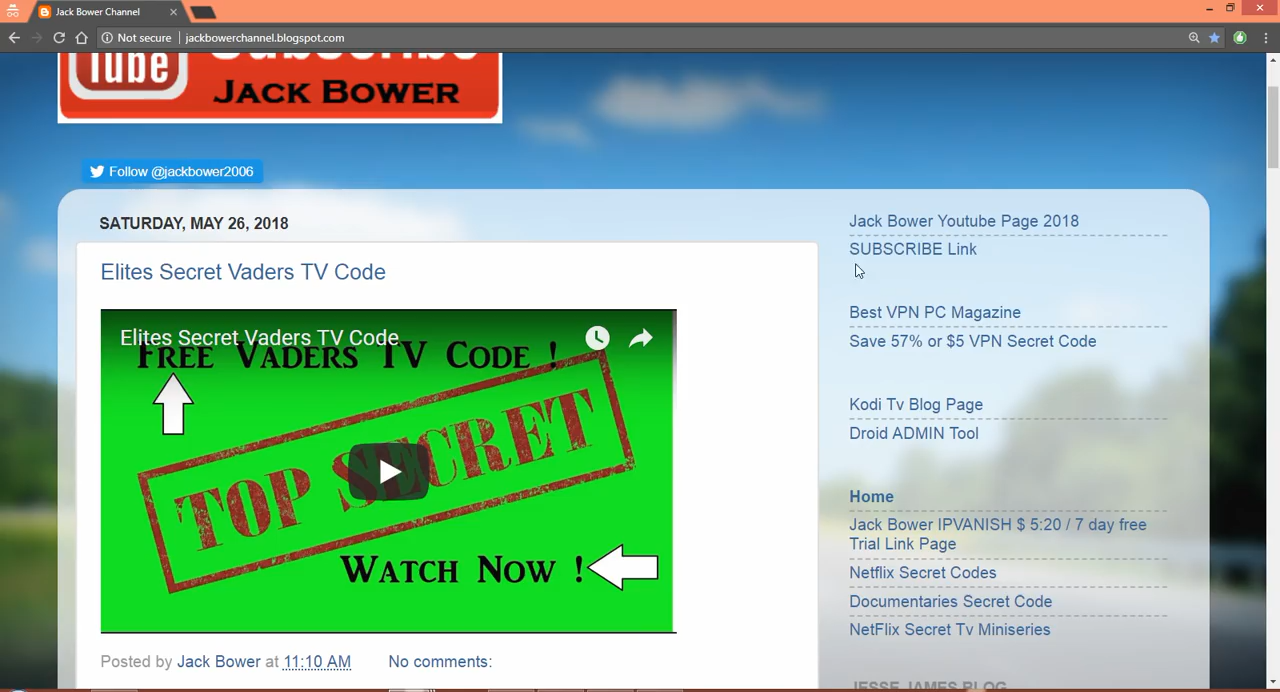 Jack Bower Channel
Not secure | jackbowerchannel.blogspot.com
Tube
Subscribe
JACK BOWER
Follow @jackbower2006
SATURDAY, MAY 26, 2018
Elites Secret Vaders TV Code
Elites Secret Vaders TV Code
FREE VADERS TV CODE !
TOP SECRET
WATCH NOW !
Posted by Jack Bower at 11:10 AM No comments:
Jack Bower Youtube Page 2018
SUBSCRIBE Link
Best VPN PC Magazine
Save 57% or $5 VPN Secret Code
Kodi Tv Blog Page
Droid ADMIN Tool
Home
Jack Bower IPVANISH $ 5:20 / 7 day free
Trial Link Page
Netflix Secret Codes
Documentaries Secret Code
NetFlix Secret Tv Miniseries
JESSE JAMES BLOG